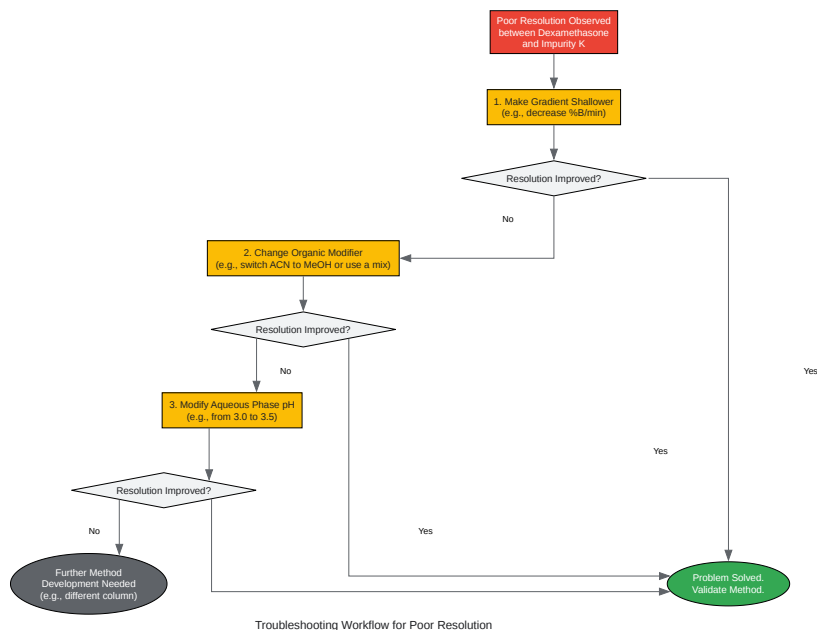 Poor Resolution Observed
between Dexamethasone
and Impurity K
1. Make Gradient Shallower
(e.g., decrease %B/min)
Resolution Improved?
No
2. Change Organic Modifier
(e.g., switch ACN to MeOH or use a mix)
Resolution Improved?
No
Yes
3. Modify Aqueous Phase pH
(e.g., from 3.0 to 3.5)
Yes
Resolution Improved?
No
Yes
Further Method
Development Needed
(e.g., different column)
Problem Solved.
Validate Method.
Troubleshooting Workflow for Poor Resolution